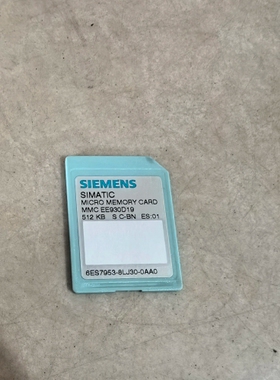 SIEMENS
SIMATIC
MICRO MEMORY CARD
MMC EE930D19
512 KB S C-BN ES:01
6ES7953-8LJ30-0AA0